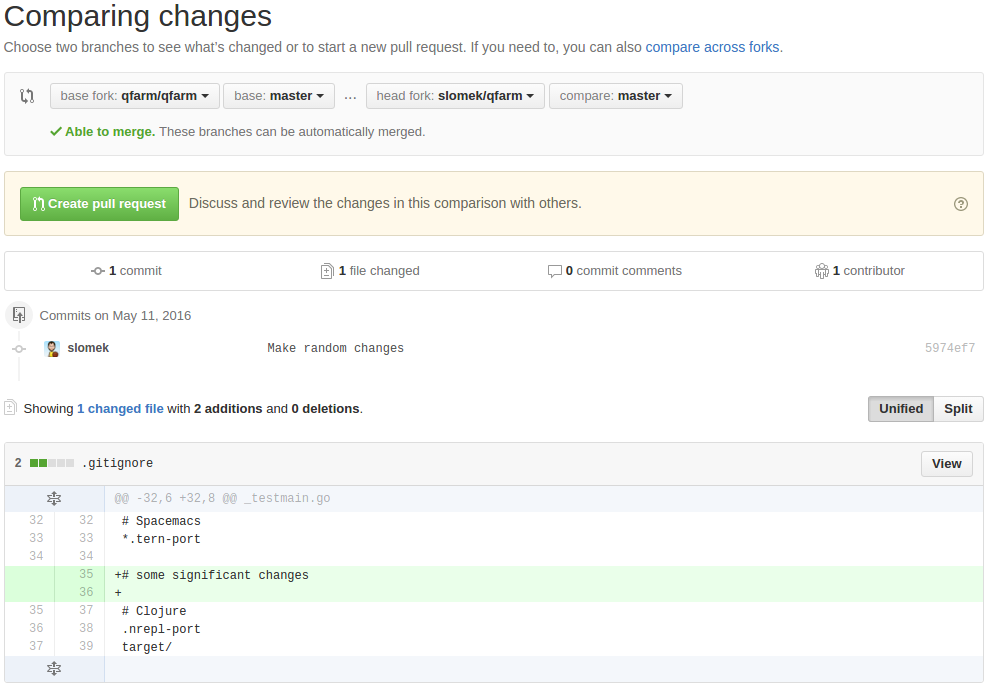 Comparing changes
Choose two branches to see what's changed or to start a new pull request. If you need to, you can also compare across forks.
base fork: qfarm/qfarm base: master ... head fork: slomek/qfarm compare: master
Able to merge. These branches can be automatically merged.
Create pull request Discuss and review the changes in this comparison with others.
1 commit 1 file changed 0 commit comments 1 contributor
Commits on May 11, 2016
slomek Make random changes 5974ef7
Showing 1 changed file with 2 additions and 0 deletions. Unified Split
2 .gitignore View
@@ -32,6 +32,8 @@ _testmain.go
32 32 # Spacemacs
33 33 *.tern-port
34 34
35 +# some significant changes
36 +
35 37 # Clojure
36 38 .nrepl-port
37 39 target/